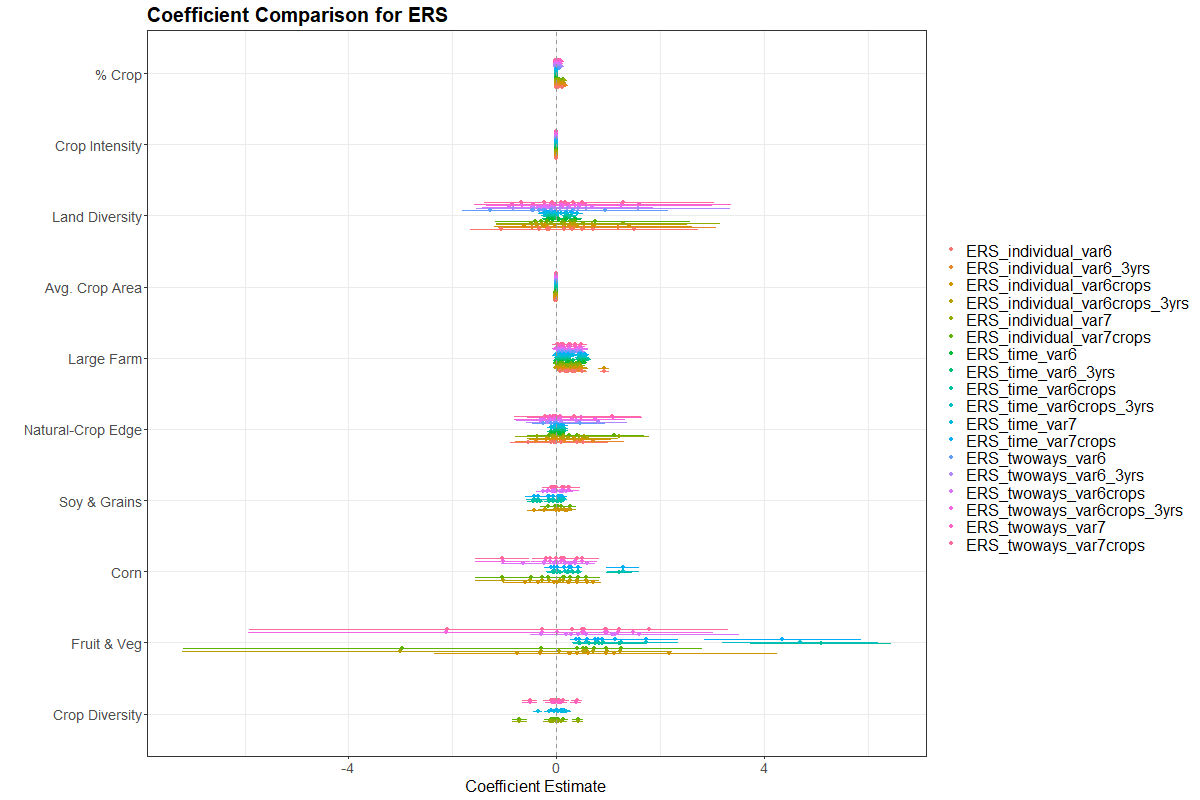 Coefficient Comparison for ERS
% Crop
Crop Intensity
Land Diversity
Avg. Crop Area
Large Farm
Natural-Crop Edge
Soy & Grains
Corn
Fruit & Veg
Crop Diversity
-4
0
4
Coefficient Estimate
ERS_individual_var6
ERS_individual_var6_3yrs
ERS_individual_var6crops
ERS_individual_var6crops_3yrs
ERS_individual_var7
ERS_individual_var7crops
ERS_time_var6
ERS_time_var6_3yrs
ERS_time_var6crops
ERS_time_var6crops_3yrs
ERS_time_var7
ERS_time_var7crops
ERS_twoways_var6
ERS_twoways_var6_3yrs
ERS_twoways_var6crops
ERS_twoways_var6crops_3yrs
ERS_twoways_var7
ERS_twoways_var7crops